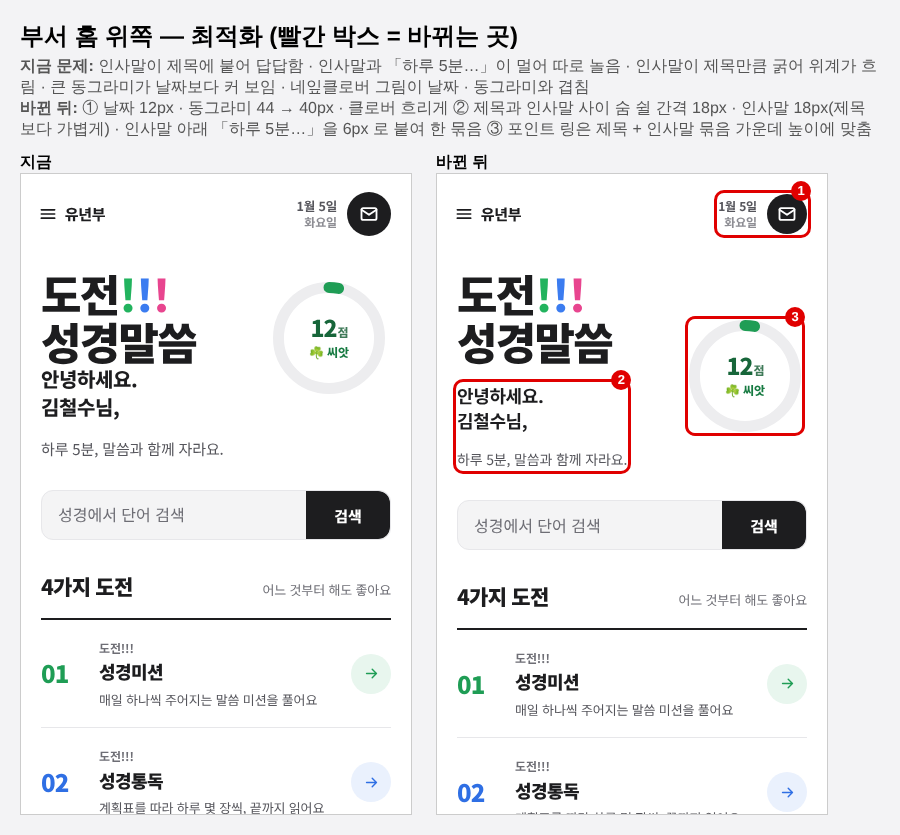 부서 홈 위쪽 — 최적화 (빨간 박스 = 바뀌는 곳)
지금 문제: 인사말이 제목에 붙어 답답함 · 인사말과 「하루 5분…」이 멀어 따로 놀음 · 인사말이 제목만큼 굵어 위계가 흐
림 · 큰 동그라미가 날짜보다 커 보임 · 네잎클로버 그림이 날짜 · 동그라미와 겹침
바뀐 뒤: ① 날짜 12px · 동그라미 44 → 40px · 클로버 흐리게 ② 제목과 인사말 사이 숨 쉴 간격 18px · 인사말 18px(제목
보다 가볍게) · 인사말 아래 「하루 5분…」을 6px 로 붙여 한 묶음 ③ 포인트 링은 제목 + 인사말 묶음 가운데 높이에 맞춤
지금
유년부
1월 5일
화요일
도전!!!
성경말씀
12점
씨앗
안녕하세요.
김철수님,
하루 5분, 말씀과 함께 자라요.
성경에서 단어 검색
검색
4가지 도전
어느 것부터 해도 좋아요
01
도전!!!
성경미션
매일 하나씩 주어지는 말씀 미션을 풀어요
02
도전!!!
성경통독
계획표를 따라 하루 몇 장씩, 끝까지 읽어요
바뀐 뒤
유년부
1월 5일
화요일
1
도전!!!
성경말씀
3
12점
씨앗
2
안녕하세요.
김철수님,
하루 5분, 말씀과 함께 자라요.
성경에서 단어 검색
검색
4가지 도전
어느 것부터 해도 좋아요
01
도전!!!
성경미션
매일 하나씩 주어지는 말씀 미션을 풀어요
02
도전!!!
성경통독